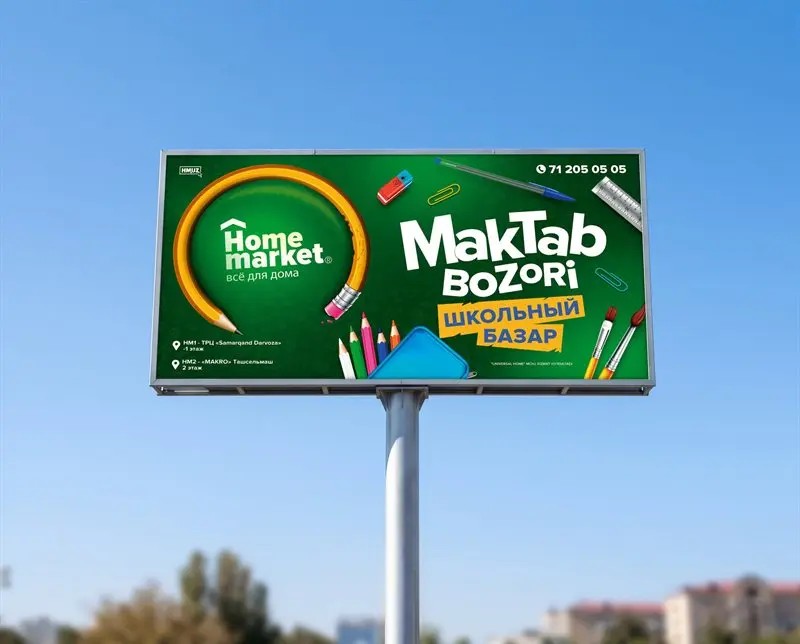 HMUZ
71 205 05 05
Home
market®
всё для дома
MakTab
BoZoRi
ШКОЛЬНЫЙ
БАЗАР
HM1 - ТРЦ «Samarqand Darvoza»
-1 этаж
HM2 - «MAKRO» Ташсельмаш
2 этаж